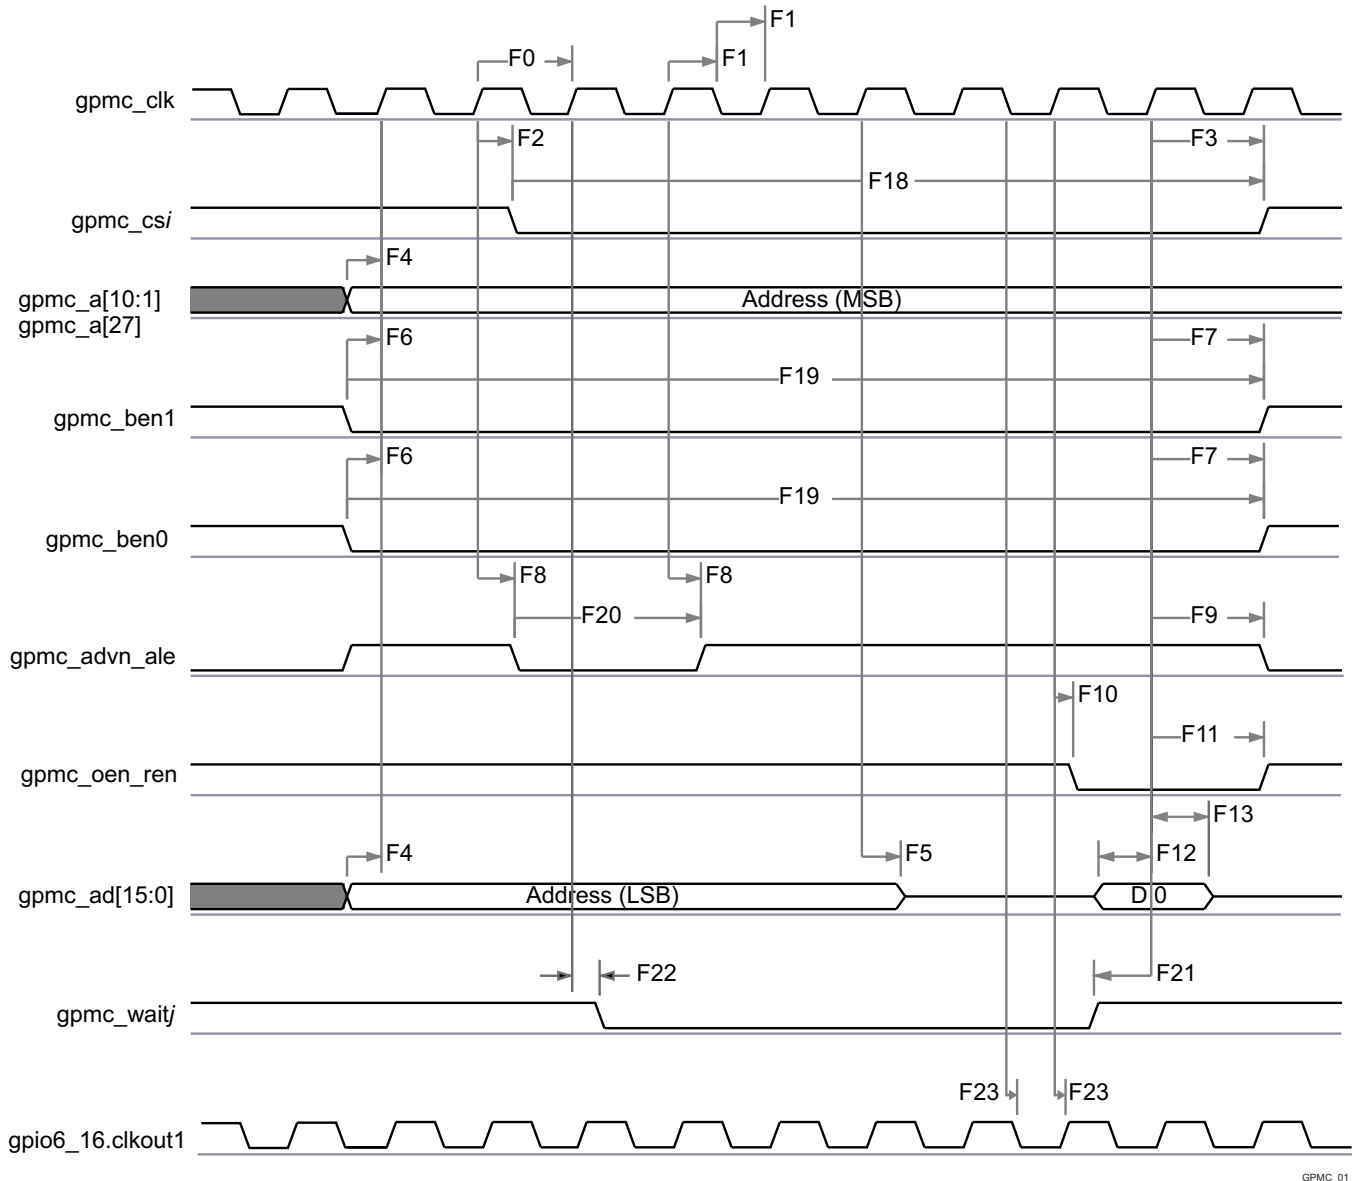 F1
F0
F1
gpmc_clk
F2
F3
F18
gpmc_csi
F4
gpmc_a[10:1]
Address (MSB)
gpmc_a[27]
F6
F7
F19
gpmc_ben1
F6
F7
F19
gpmc_ben0
F8
F8
F20
F9
gpmc_advn_ale
F10
F11
gpmc_oen_ren
F13
F4
F5
F12
gpmc_ad[15:0]
Address (LSB)
D 0
F22
F21
gpmc_waitj
F23
F23
gpio6_16.clkout1
GPMC_01